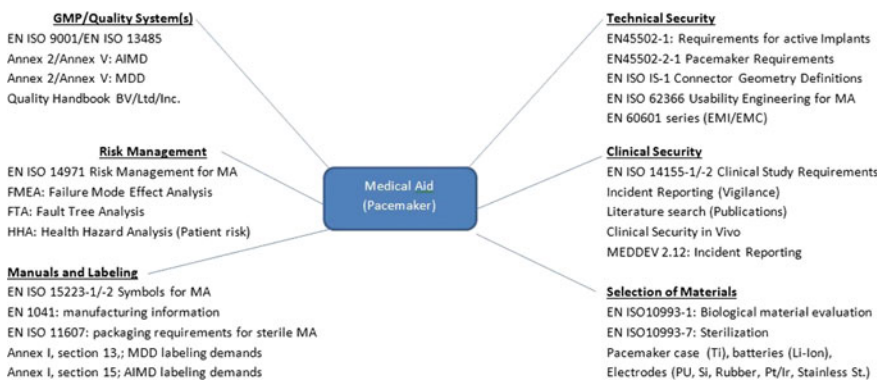 GMP/Quality System(s)
EN ISO 9001/EN ISO 13485
Annex 2/Annex V: AIMD
Annex 2/Annex V: MDD
Quality Handbook BV/Ltd/Inc.
Risk Management
EN ISO 14971 Risk Management for MA
FMEA: Failure Mode Effect Analysis
FTA: Fault Tree Analysis
HHA: Health Hazard Analysis (Patient risk)
Manuals and Labeling
EN ISO 15223-1/-2 Symbols for MA
EN 1041: manufacturing information
EN ISO 11607: packaging requirements for sterile MA
Annex I, section 13,; MDD labeling demands
Annex I, section 15; AIMD labeling demands
Medical Aid
(Pacemaker)
Technical Security
EN45502-1: Requirements for active Implants
EN45502-2-1 Pacemaker Requirements
EN ISO IS-1 Connector Geometry Definitions
EN ISO 62366 Usability Engineering for MA
EN 60601 series (EMI/EMC)
Clinical Security
EN ISO 14155-1/-2 Clinical Study Requirements
Incident Reporting (Vigilance)
Literature search (Publications)
Clinical Security in Vivo
MEDDEV 2.12: Incident Reporting
Selection of Materials
EN ISO10993-1: Biological material evaluation
EN ISO10993-7: Sterilization
Pacemaker case (Ti), batteries (Li-Ion),
Electrodes (PU, Si, Rubber, Pt/Ir, Stainless St.)